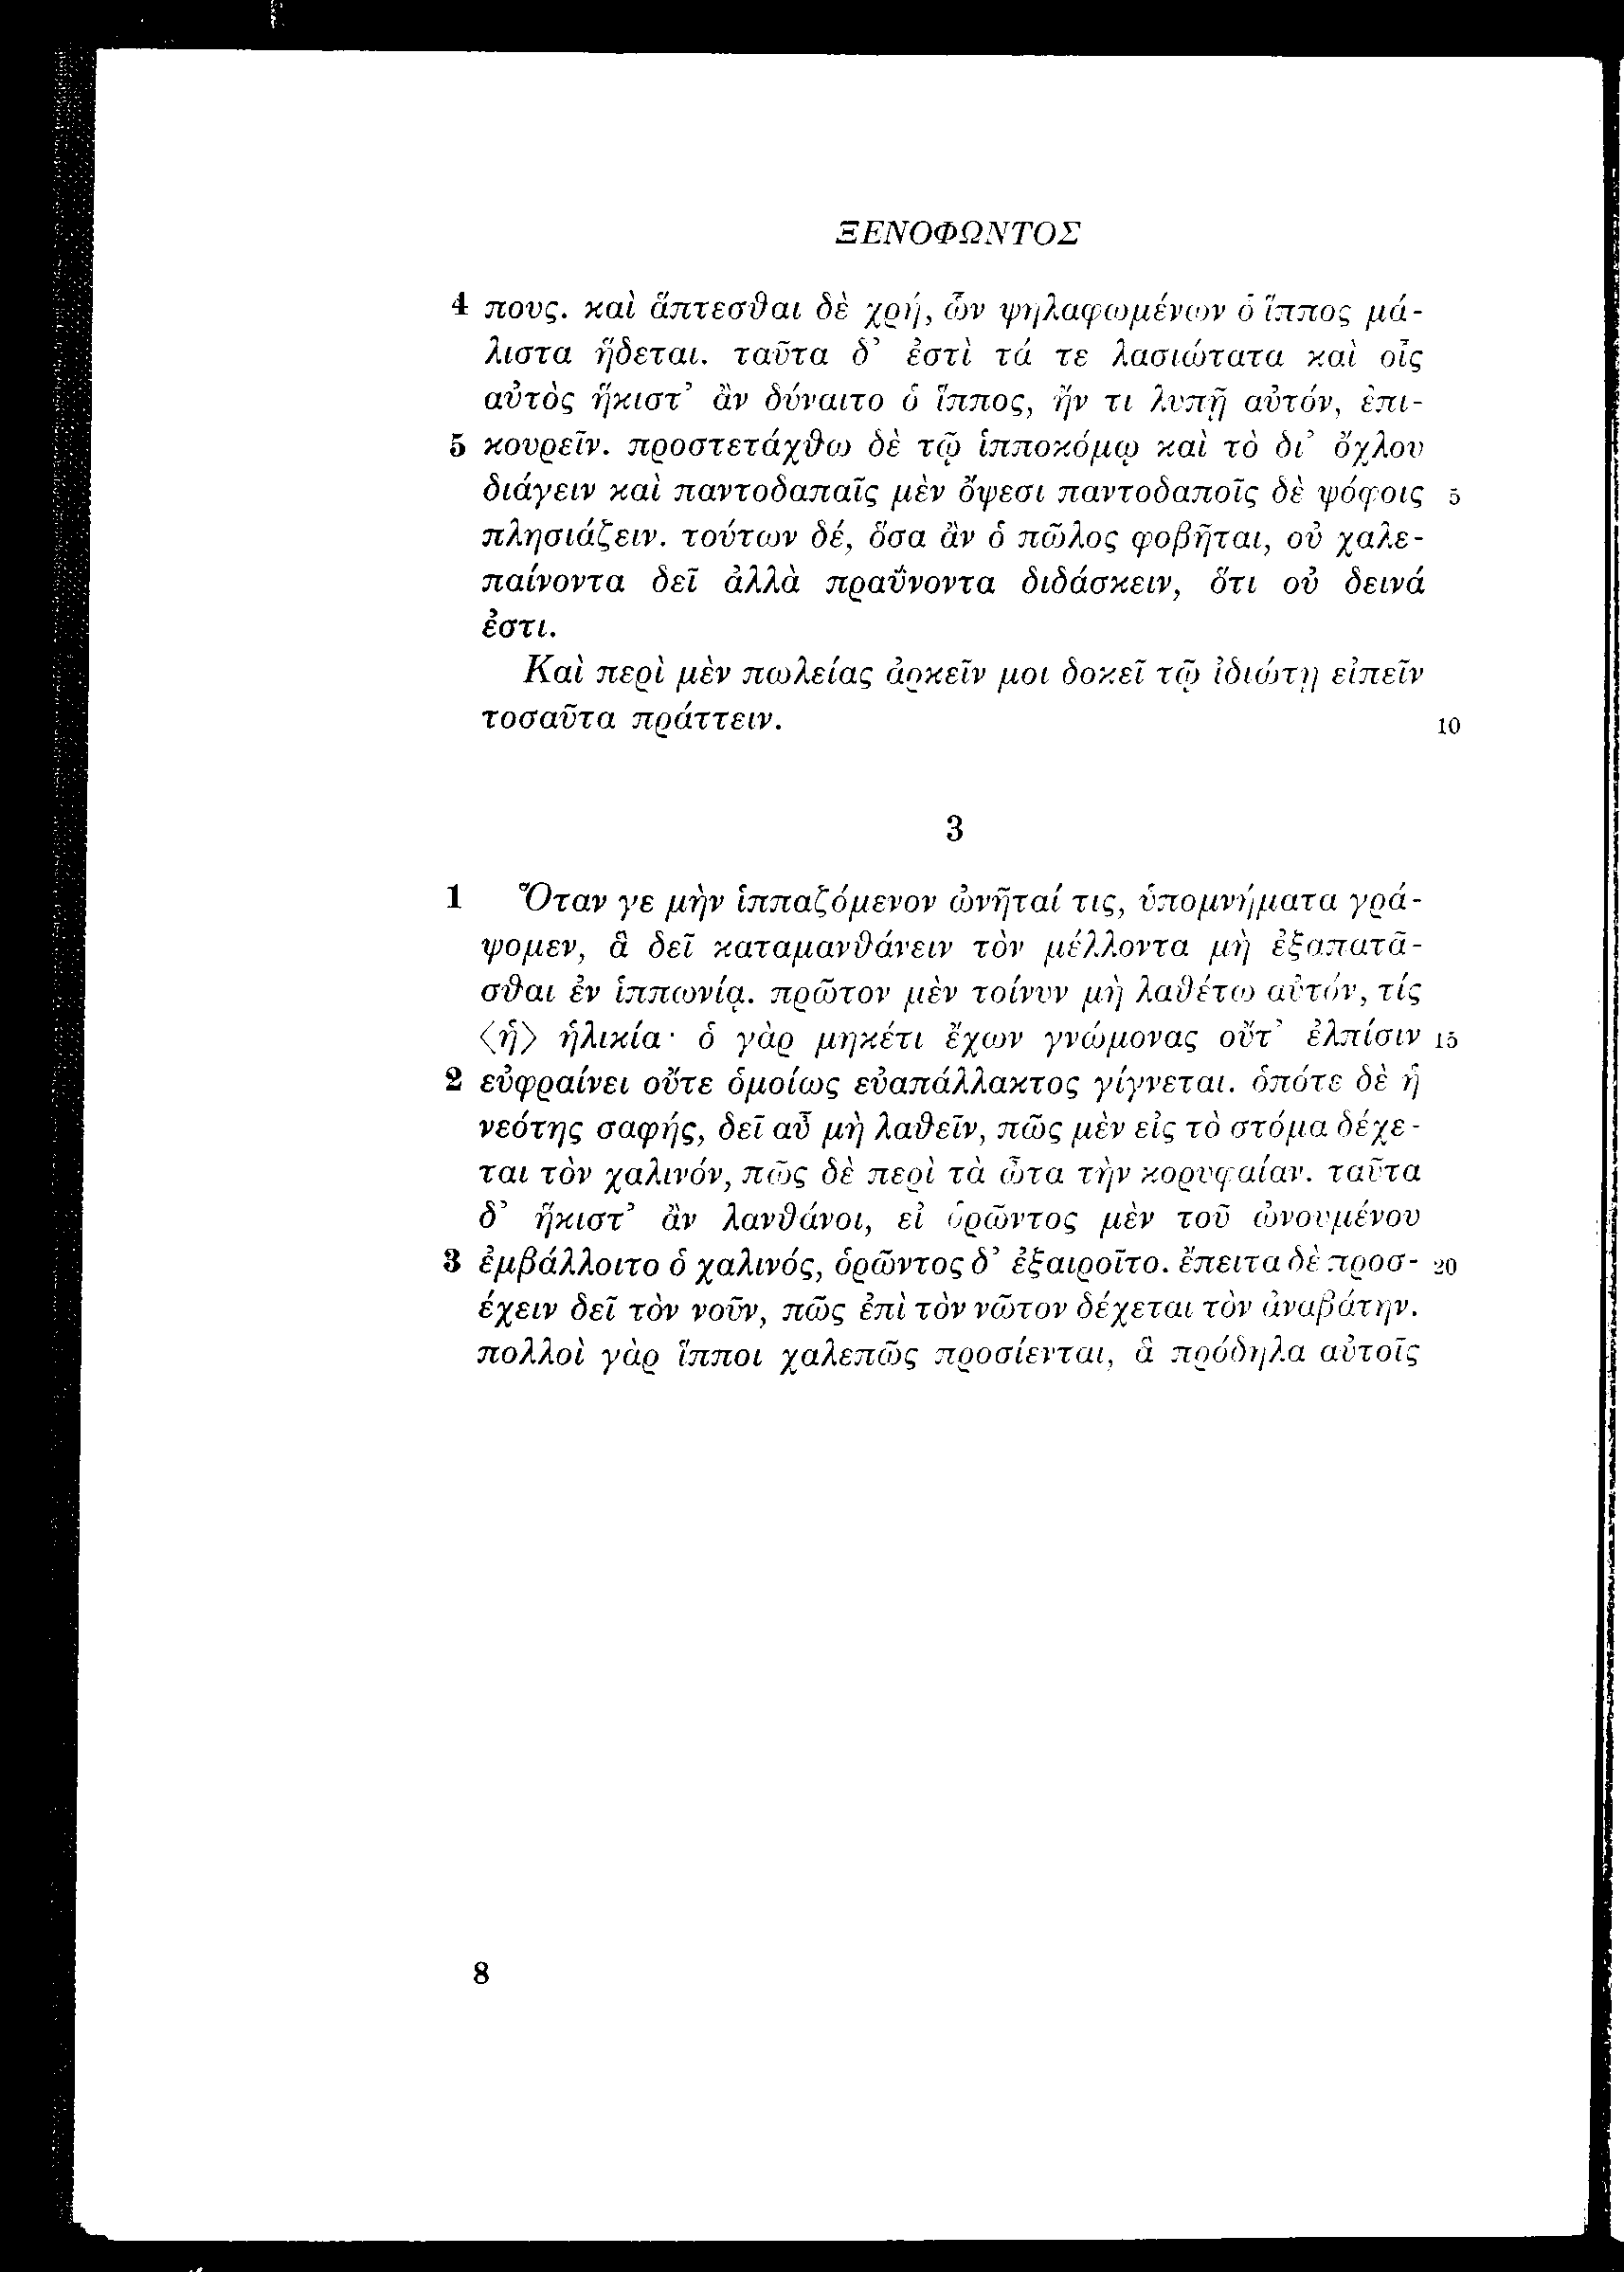 ΞΕΝΟΦΩΝΤΟΣ
4 πους. καὶ ἅπτεσθαι δὲ χρή, ὧν ψηλαφωμένων ὁ ἵππος μά-
λιστα ἥδεται. ταῦτα δ’ ἐστὶ τά τε λασιώτατα καὶ οἷς
αὐτὸς ἥκιστ’ ἂν δύναιτο ὁ ἵππος, ἤν τι λυπῇ αὐτόν, ἐπι-
5 κουρεῖν. προστετάχθω δὲ τῷ ἱπποκόμῳ καὶ τὸ δι’ ὄχλου
διάγειν καὶ παντοδαπαῖς μὲν ὄψεσι παντοδαποῖς δὲ ψόφοις 5
πλησιάζειν. τούτων δέ, ὅσα ἂν ὁ πῶλος φοβῆται, οὐ χαλε-
παίνοντα δεῖ ἀλλὰ πραΰνοντα διδάσκειν, ὅτι οὐ δεινά
ἐστι.
Καὶ περὶ μὲν πωλείας ἀρκεῖν μοι δοκεῖ τῷ ἰδιώτῃ εἰπεῖν
τοσαῦτα πράττειν. 10
3
1 Ὅταν γε μὴν ἱππαζόμενον ὠνῆταί τις, ὑπομνήματα γρά-
ψομεν, ἃ δεῖ καταμανθάνειν τὸν μέλλοντα μὴ ἐξαπατᾶ-
σθαι ἐν ἱππωνίᾳ. πρῶτον μὲν τοίνυν μὴ λαθέτω αὐτόν, τίς
⟨ἡ⟩ ἡλικία· ὁ γὰρ μηκέτι ἔχων γνώμονας οὔτ’ ἐλπίσιν 15
2 εὐφραίνει οὔτε ὁμοίως εὐαπάλλακτος γίγνεται. ὁπότε δὲ ἡ
νεότης σαφής, δεῖ αὖ μὴ λαθεῖν, πῶς μὲν εἰς τὸ στόμα δέχε-
ται τὸν χαλινόν, πῶς δὲ περὶ τὰ ὦτα τὴν κορυφαίαν. ταῦτα
δ’ ἥκιστ’ ἂν λανθάνοι, εἰ ὁρῶντος μὲν τοῦ ὠνουμένου
3 ἐμβάλλοιτο ὁ χαλινός, ὁρῶντος δ’ ἐξαιροῖτο. ἔπειτα δὲ προσ- 20
έχειν δεῖ τὸν νοῦν, πῶς ἐπὶ τὸν νῶτον δέχεται τὸν ἀναβάτην.
πολλοὶ γὰρ ἵπποι χαλεπῶς προσίενται, ἃ πρόδηλα αὐτοῖς
8